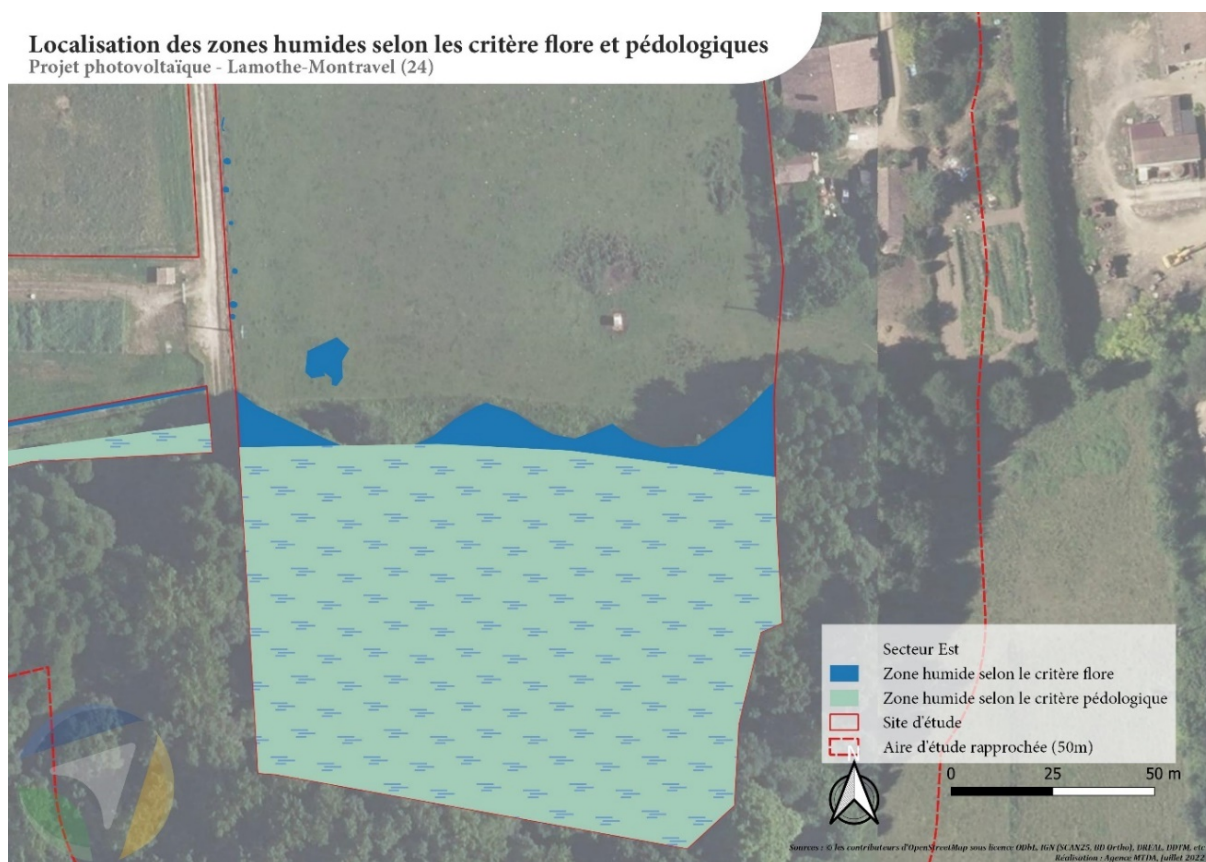 Localisation des zones humides selon les critère flore et pédologiques
Projet photovoltaïque - Lamothe-Montravel (24)
Secteur Est
Zone humide selon le critère flore
Zone humide selon le critère pédologique
Site d'étude
Aire d'étude rapprochée (50m)
N
0 25 50 m
Sources : © les contributeurs d'OpenStreetMap sous licence ODbL, IGN (SCAN25, BD Ortho), DREAL, DDTM, etc
Réalisation : Agence MTDA, Juillet 2022